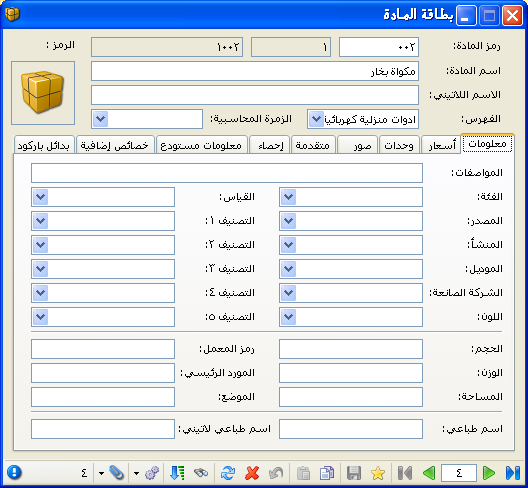 بطاقة المادة
رمز المادة: ٠٠٢ ١ ١٠٠٢ الرمز :
اسم المادة: مكواة بخار
الاسم اللاتيني:
الفهرس: ادوات منزلية كهربائية الزمرة المحاسبية:
معلومات أسعار وحدات صور متقدمة إحصاء معلومات مستودع خصائص إضافية بدائل باركود
المواصفات:
الفئة: القياس:
المصدر: التصنيف ١:
المنشأ: التصنيف ٢:
الموديل: التصنيف ٣:
الشركة الصانعة: التصنيف ٤:
اللون: التصنيف ٥:
الحجم: رمز المعمل:
الوزن: المورد الرئيسي:
المساحة: الموضع:
اسم طباعي: اسم طباعي لاتيني:
٤ ٤